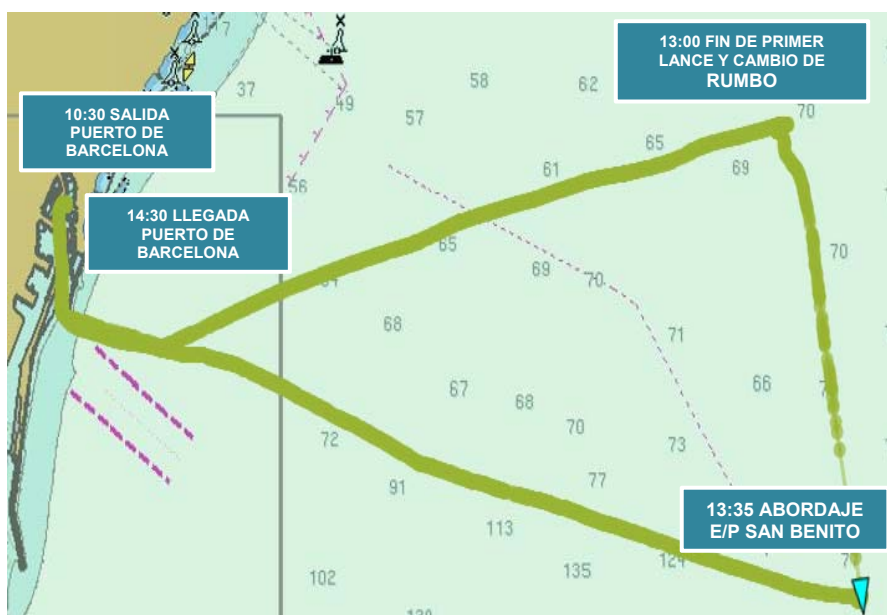 7
58
62
13:00 FIN DE PRIMER
LANCE Y CAMBIO DE
RUMBO
37
49
57
70
10:30 SALIDA
PUERTO DE
BARCELONA
65
61
69
56
14:30 LLEGADA
PUERTO DE
BARCELONA
65
70
69
70
68
71
67
68
66
70
72
73
91
77
13:35 ABORDAJE
E/P SAN BENITO
113
124
135
102